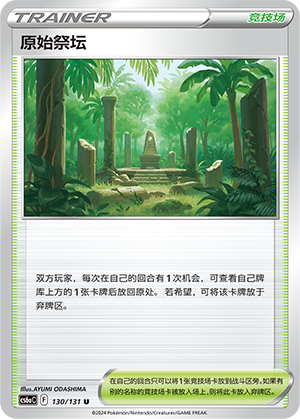 TRAINER 竞技场
原始祭坛
双方玩家，每次在自己的回合有1次机会，可查看自己牌
库上方的1张卡牌后放回原处。 若希望，可将该卡牌放于
弃牌区。
Illus.AYUMI ODASHIMA
CS6aC F 130/131 U
在自己的回合只可以将1张竞技场卡放到战斗区旁。如果有
别的名称的竞技场卡被放入场上，则将此卡放入弃牌区。
©2024 Pokémon/Nintendo/Creatures/GAME FREAK.